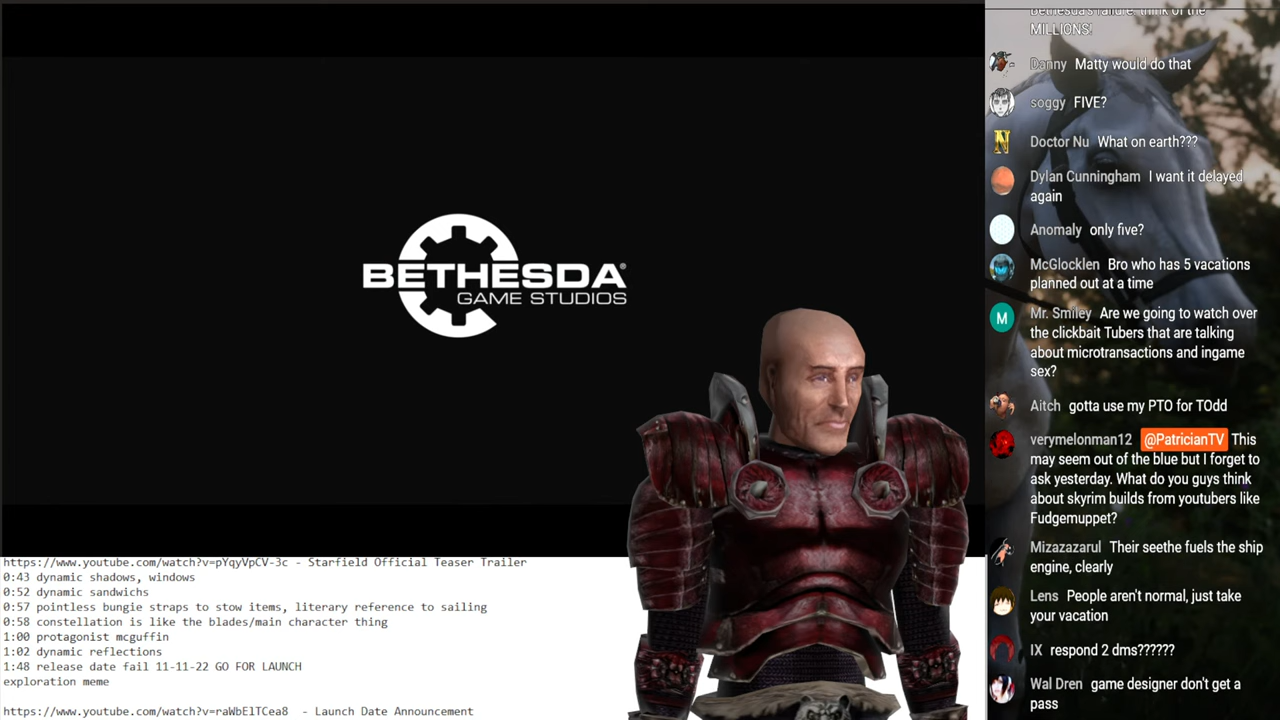 BETHESDA®
GAME STUDIOS
https://www.youtube.com/watch?v=pYqyVpCV-3c - Starfield Official Teaser Trailer
0:43 dynamic shadows, windows
0:52 dynamic sandwichs
0:57 pointless bungie straps to stow items, literary reference to sailing
0:58 constellation is like the blades/main character thing
1:00 protagonist mcguffin
1:02 dynamic reflections
1:48 release date fail 11-11-22 GO FOR LAUNCH
exploration meme
https://www.youtube.com/watch?v=raWbElTCea8 - Launch Date Announcement
Bethesda's failure. think of the
MILLIONS!
Danny Matty would do that
soggy FIVE?
N
Doctor Nu What on earth???
Dylan Cunningham I want it delayed
again
Anomaly only five?
McGlocklen Bro who has 5 vacations
planned out at a time
M
Mr. Smiley Are we going to watch over
the clickbait Tubers that are talking
about microtransactions and ingame
sex?
Aitch gotta use my PTO for TOdd
verymelonman12 @PatricianTV This
may seem out of the blue but I forget to
ask yesterday. What do you guys think
about skyrim builds from youtubers like
Fudgemuppet?
Mizazazarul Their seethe fuels the ship
engine, clearly
Lens People aren't normal, just take
your vacation
IX respond 2 dms??????
Wal Dren game designer don't get a
pass